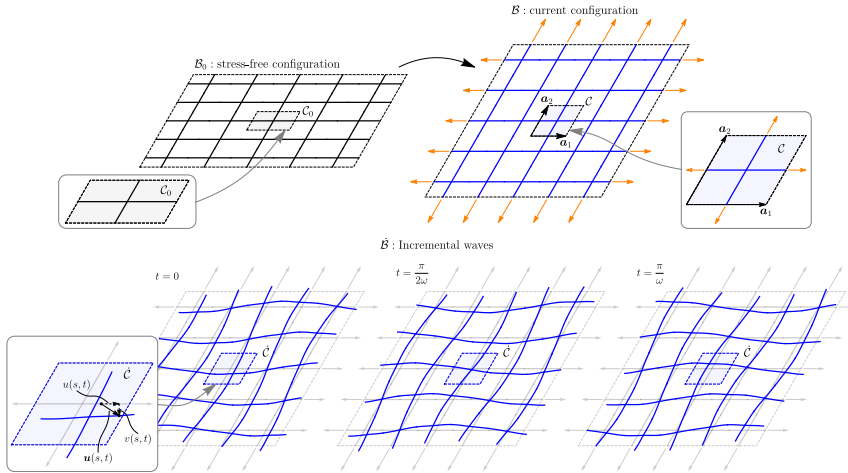 𝓑 : current configuration
𝓑₀ : stress-free configuration
𝒞₀
𝒂₂
𝒞
𝒂₁
𝒂₂
𝒞
𝒂₁
𝒞₀
𝓑̇ : Incremental waves
t = 0
t = π/2ω
t = π/ω
𝒞̇
𝒞̇
𝒞̇
𝒞̇
u(s, t)
v(s, t)
𝒖(s, t)